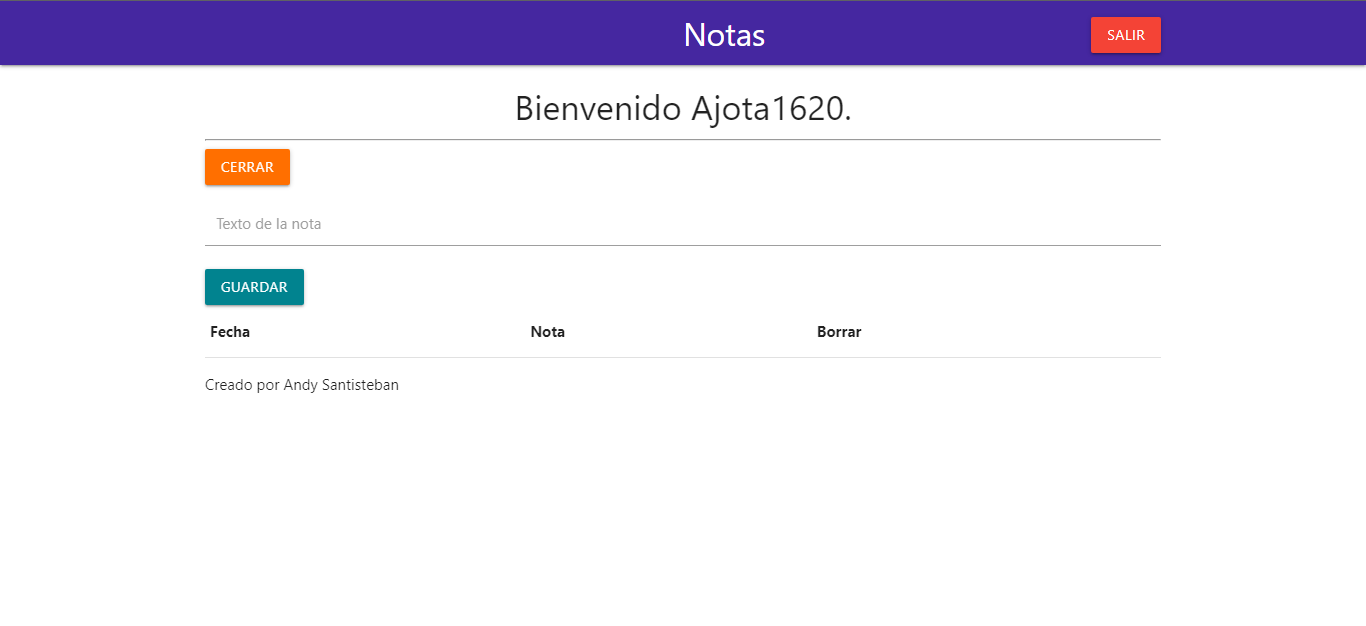 Notas
SALIR
Bienvenido Ajota1620.
CERRAR
Texto de la nota
GUARDAR
Fecha Nota Borrar
Creado por Andy Santisteban